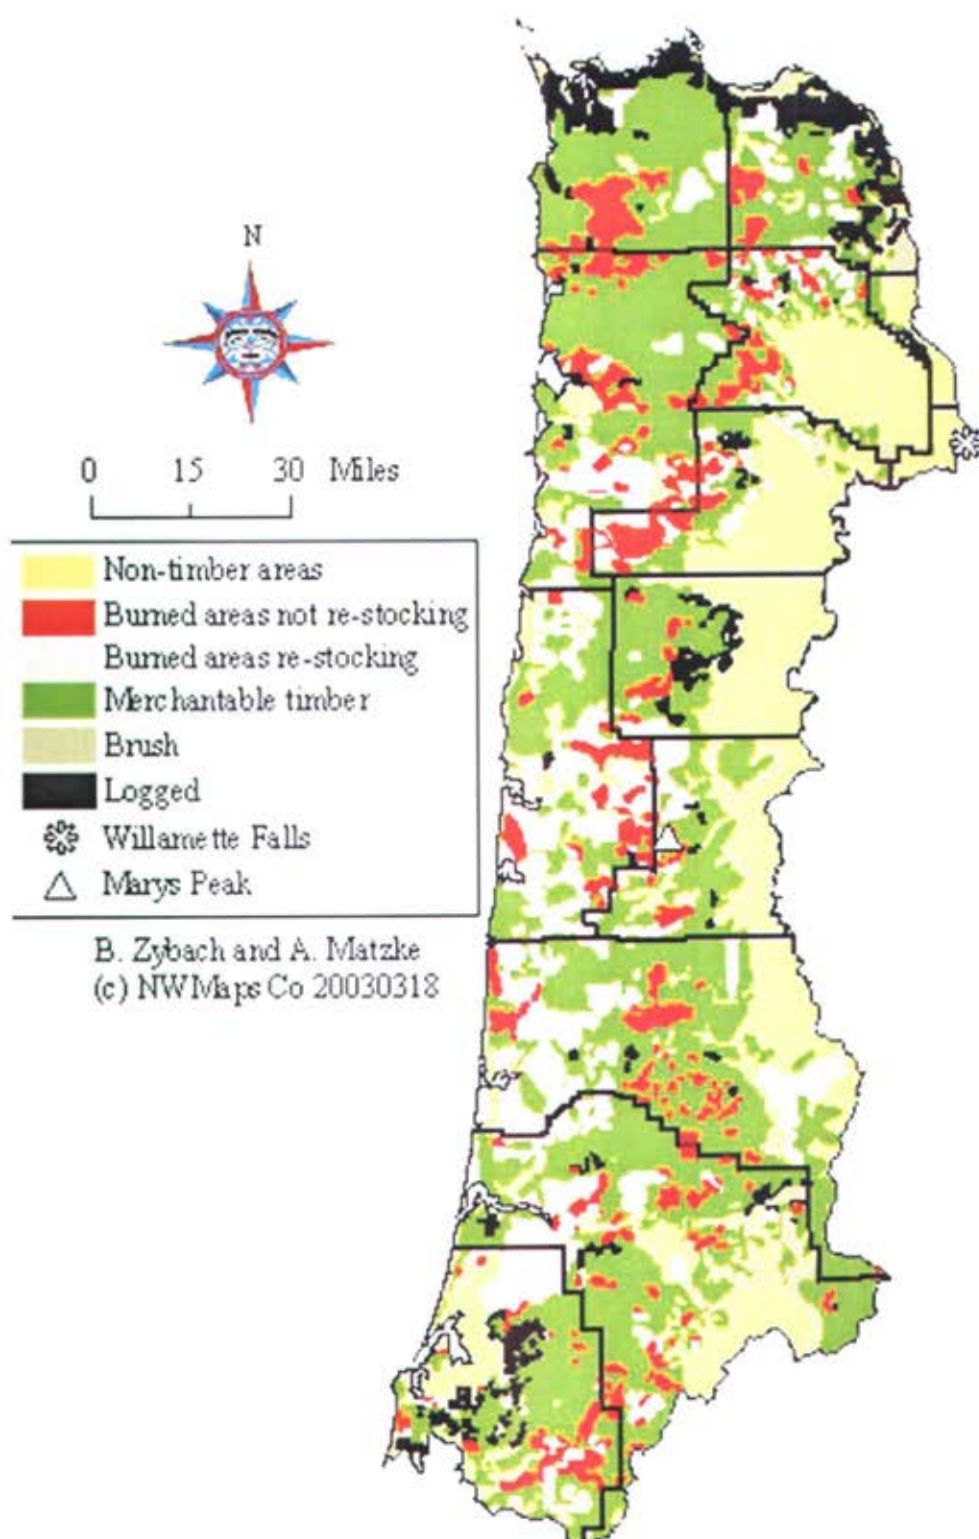 N
0 15 30 Miles
Non-timber areas
Burned areas not re-stocking
Burned areas re-stocking
Merchantable timber
Brush
Logged
Willamette Falls
Marys Peak
B. Zybach and A. Matzke
(c) NWMaps Co 20030318